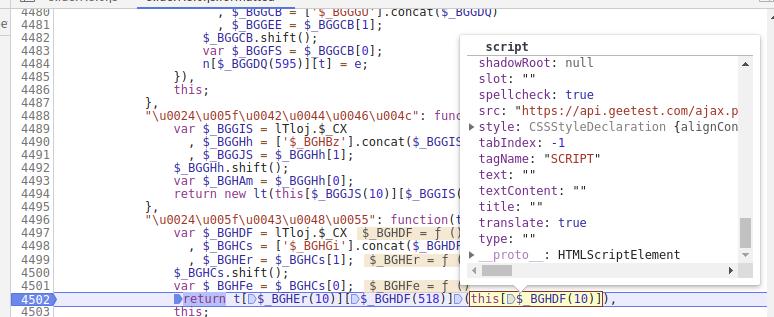 4480 , $_BGGCB = ['$_BGGGU'].concat($_BGGDQ)
4481 , $_BGGEE = $_BGGCB[1];
4482 $_BGGCB.shift();
4483 var $_BGGFS = $_BGGCB[0];
4484 n[$_BGGDQ(595)][t] = e;
4485 }),
4486 this;
4487 },
4488 "\u0024\u005f\u0042\u0044\u0046\u004c": func
4489 var $_BGGIS = lTloj.$_CX
4490 , $_BGGHh = ['$_BGHBz'].concat($_BGGIS
4491 , $_BGGJS = $_BGGHh[1];
4492 $_BGGHh.shift();
4493 var $_BGHAm = $_BGGHh[0];
4494 return new lt(this[$_BGGJS(10)][$_BGGIS(
4495 },
4496 "\u0024\u005f\u0043\u0048\u0055": function(t
4497 var $_BGHDF = lTloj.$_CX $_BGHDF = ƒ ()
4498 , $_BGHCs = ['$_BGHGi'].concat($_BGHDF
4499 , $_BGHEr = $_BGHCs[1]; $_BGHEr = ƒ (
4500 $_BGHCs.shift();
4501 var $_BGHFe = $_BGHCs[0]; $_BGHFe = ƒ ()
4502 return t[$_BGHEr(10)][$_BGHDF(518)](this[$_BGHDF(10)]),
4503 this;
script
shadowRoot: null
slot: ""
spellcheck: true
src: "https://api.geetest.com/ajax.p
style: CSSStyleDeclaration {alignCon
tabIndex: -1
tagName: "SCRIPT"
text: ""
textContent: ""
title: ""
translate: true
type: ""
__proto__: HTMLScriptElement